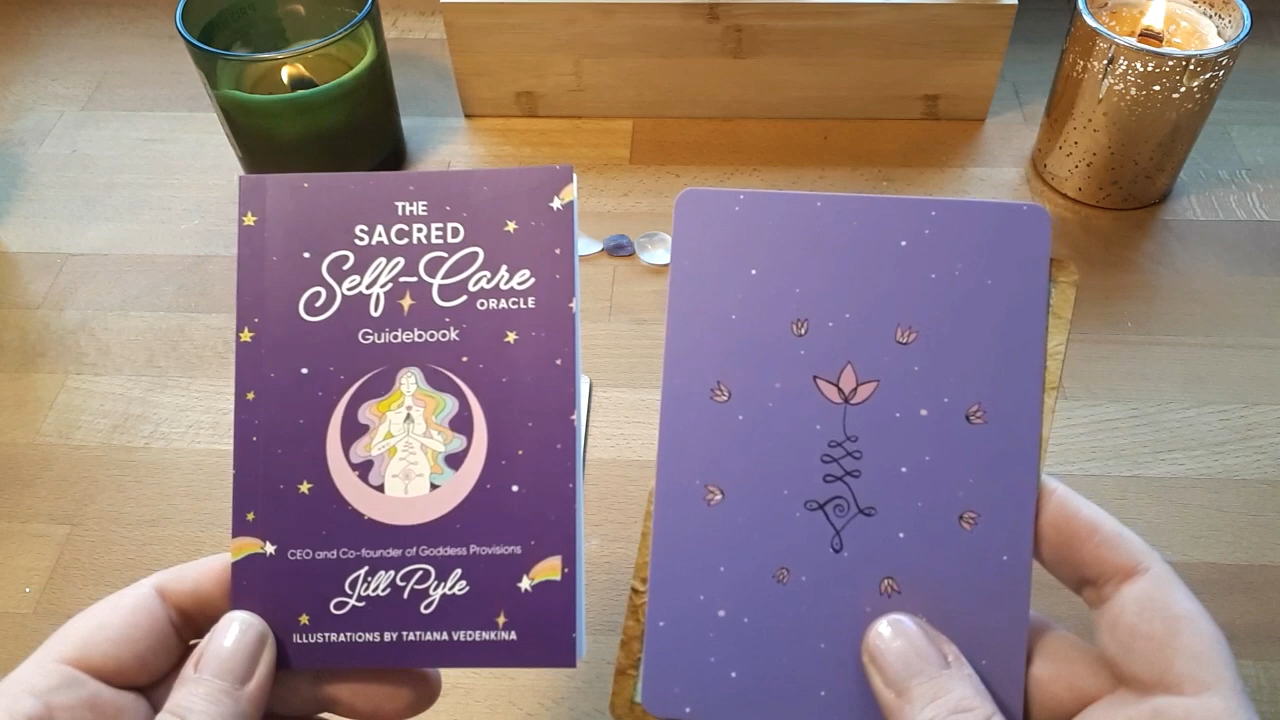 THE
SACRED
Self-Care
ORACLE
Guidebook
CEO and Co-founder of Goddess Provisions
Jill Pyle
ILLUSTRATIONS BY TATIANA VEDENKINA